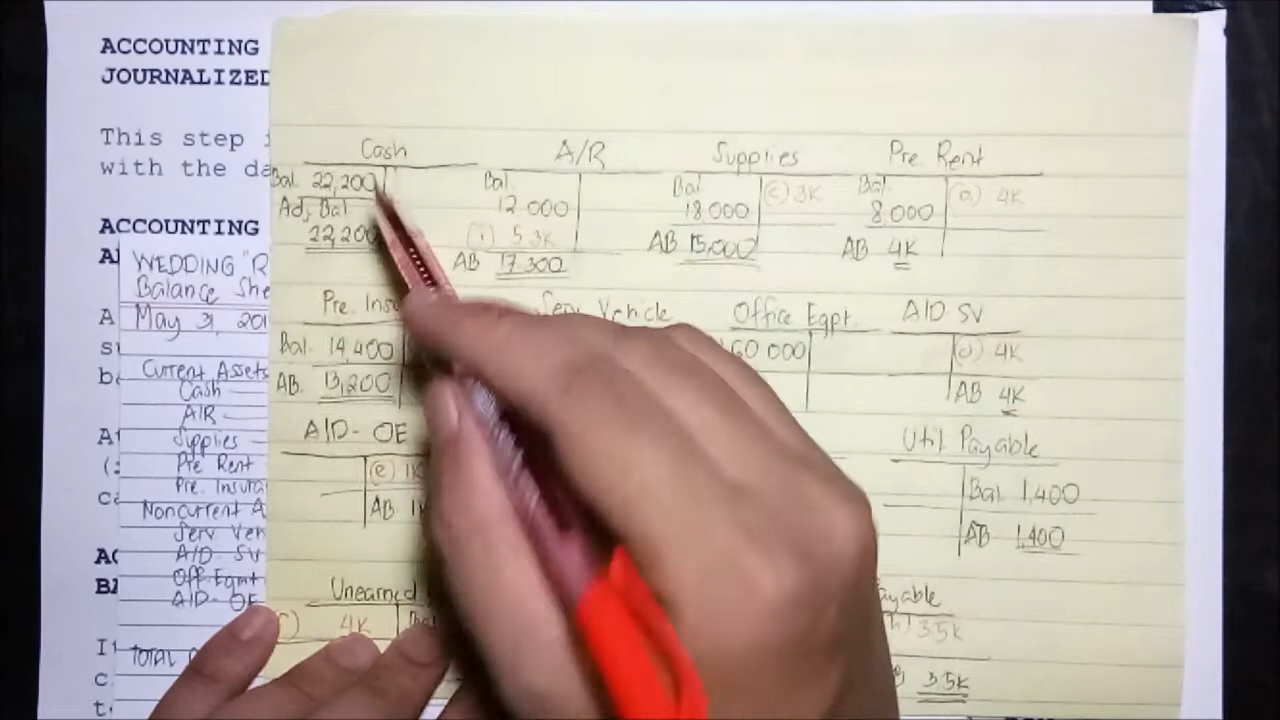 ACCOUNTING
JOURNALIZED
This step
with the da
ACCOUNTING
WEDDING "R
Balance She
May 31, 201
Current Assets
Cash
A/R
Supplies
Pre Rent
Pre. Insura
Noncurrent A
Serv Veh
A/D- SV
Off Eqmt
A/D- OE
TOTAL
Cash
Bal. 22,200
Adj Bal
22,200
A/R
Bal.
12 000
(i) 5.3K
AB 17 300
Supplies
Bal. (c) 3K
18 000
AB 15,000
Pre Rent
Bal. (a) 4K
8,000
AB 4K
Pre. Insu
Bal. 14,400
AB. 13,200
Serv Vehicle
Office Eqpt.
60 000
A/D SV
(d) 4K
AB 4K
A/D- OE
(e) 1K
AB 1K
Util Payable
Bal 1,400
AB 1,400
Unearned
4K
ayable
3.5K
3.5K